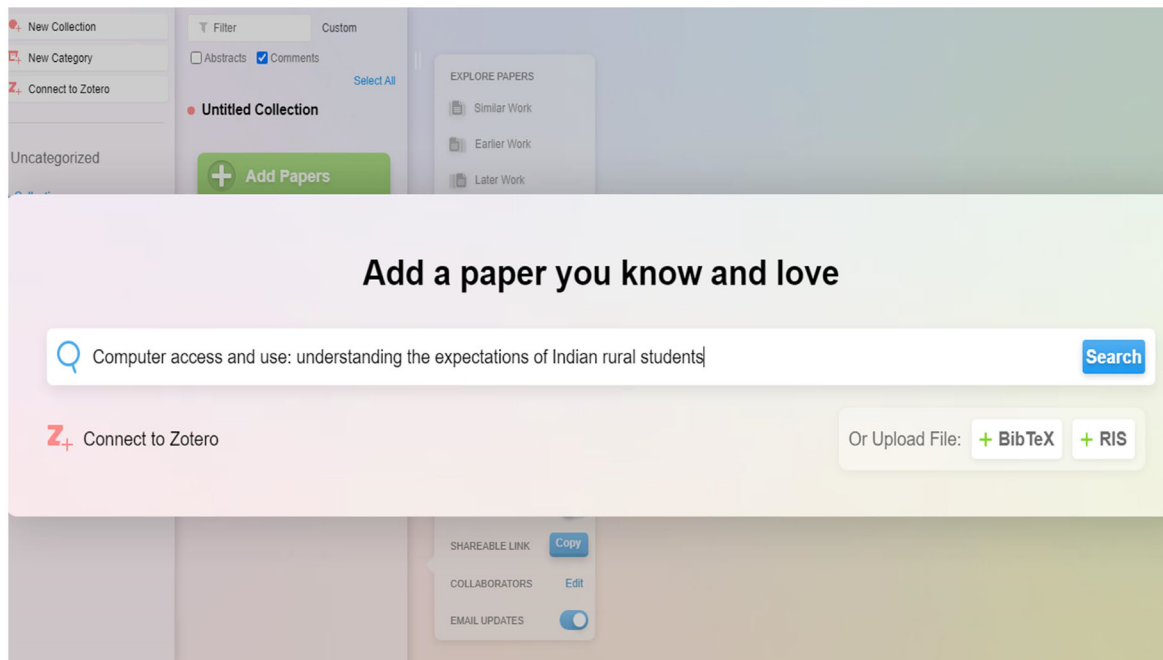 New Collection
New Category
Connect to Zotero
Uncategorized
Filter
Custom
Abstracts
Comments
Select All
Untitled Collection
Add Papers
EXPLORE PAPERS
Similar Work
Earlier Work
Later Work
Add a paper you know and love
Computer access and use: understanding the expectations of Indian rural students
Search
Z+ Connect to Zotero
Or Upload File: + BibTeX + RIS
SHAREABLE LINK Copy
COLLABORATORS Edit
EMAIL UPDATES